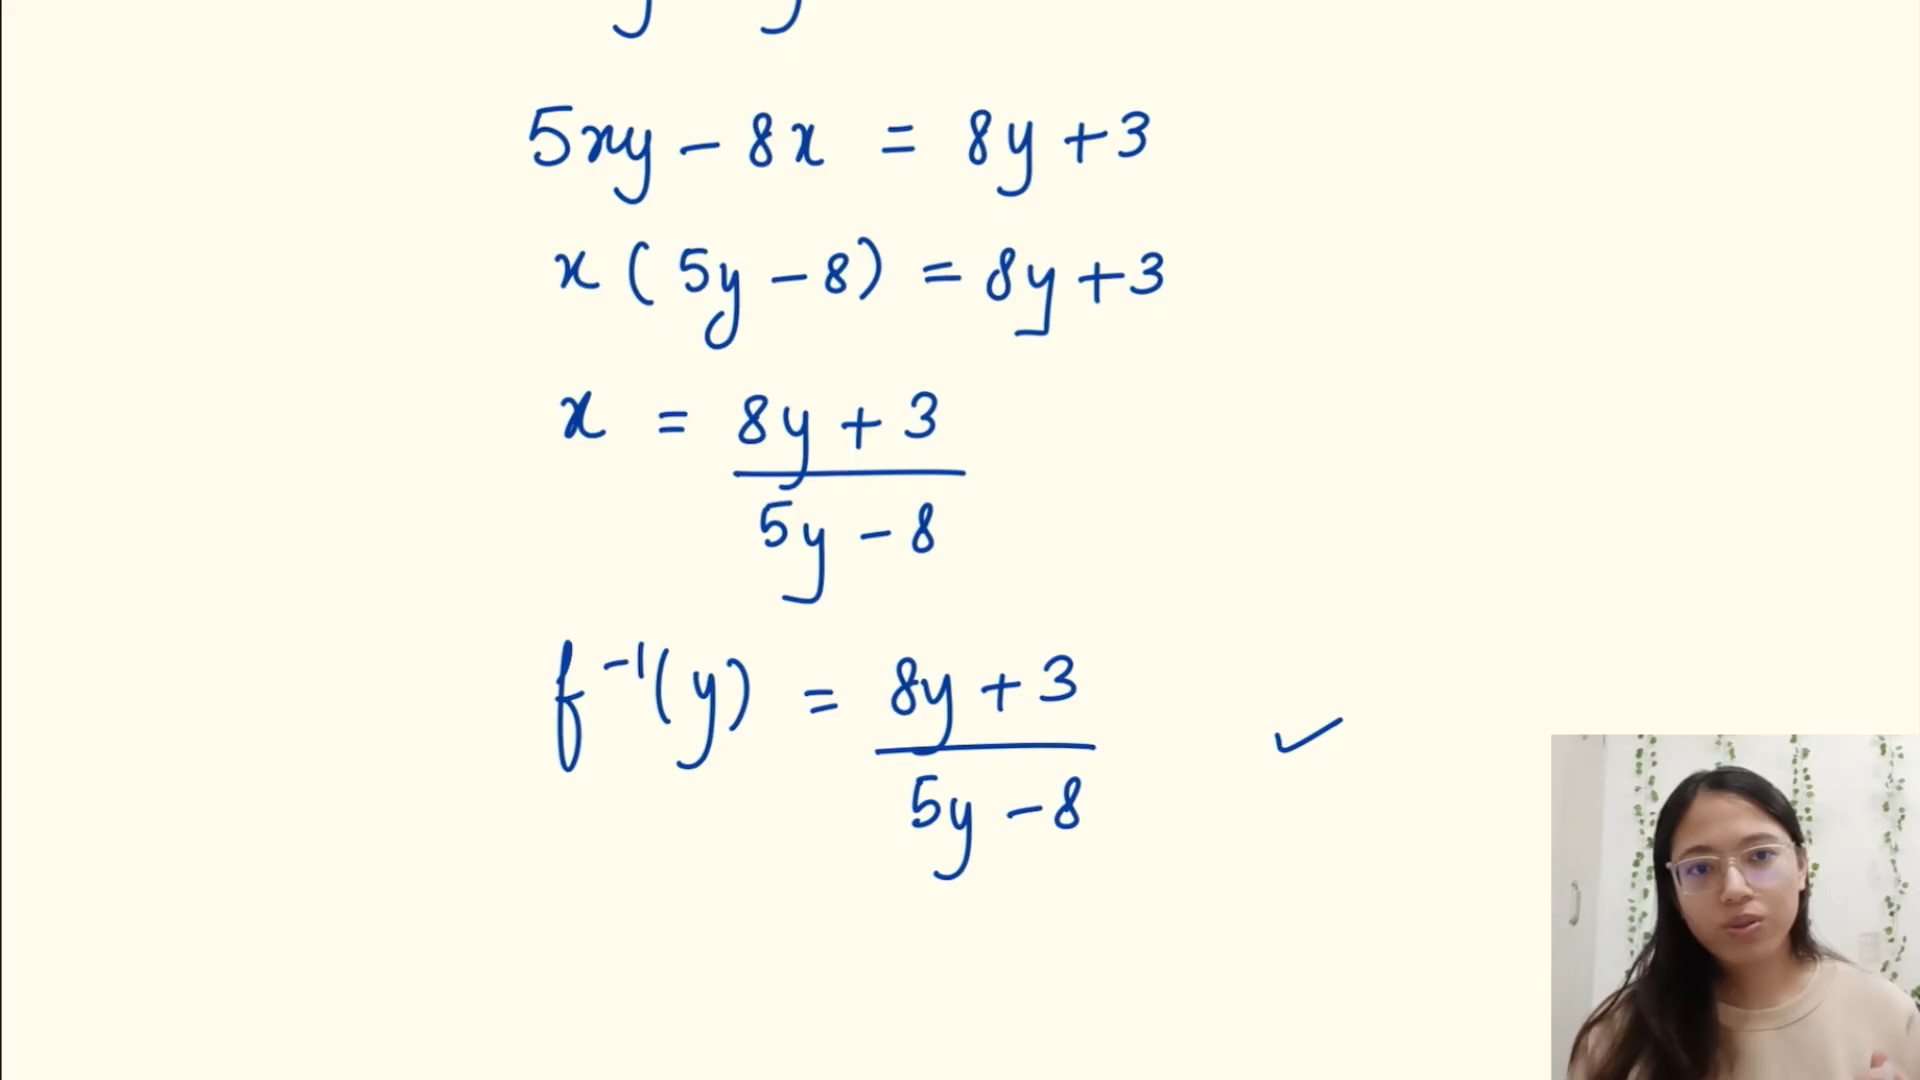 5xy - 8x = 8y + 3
x ( 5y - 8) = 8y + 3
x = 8y + 3
5y - 8
f⁻¹(y) = 8y + 3
5y - 8